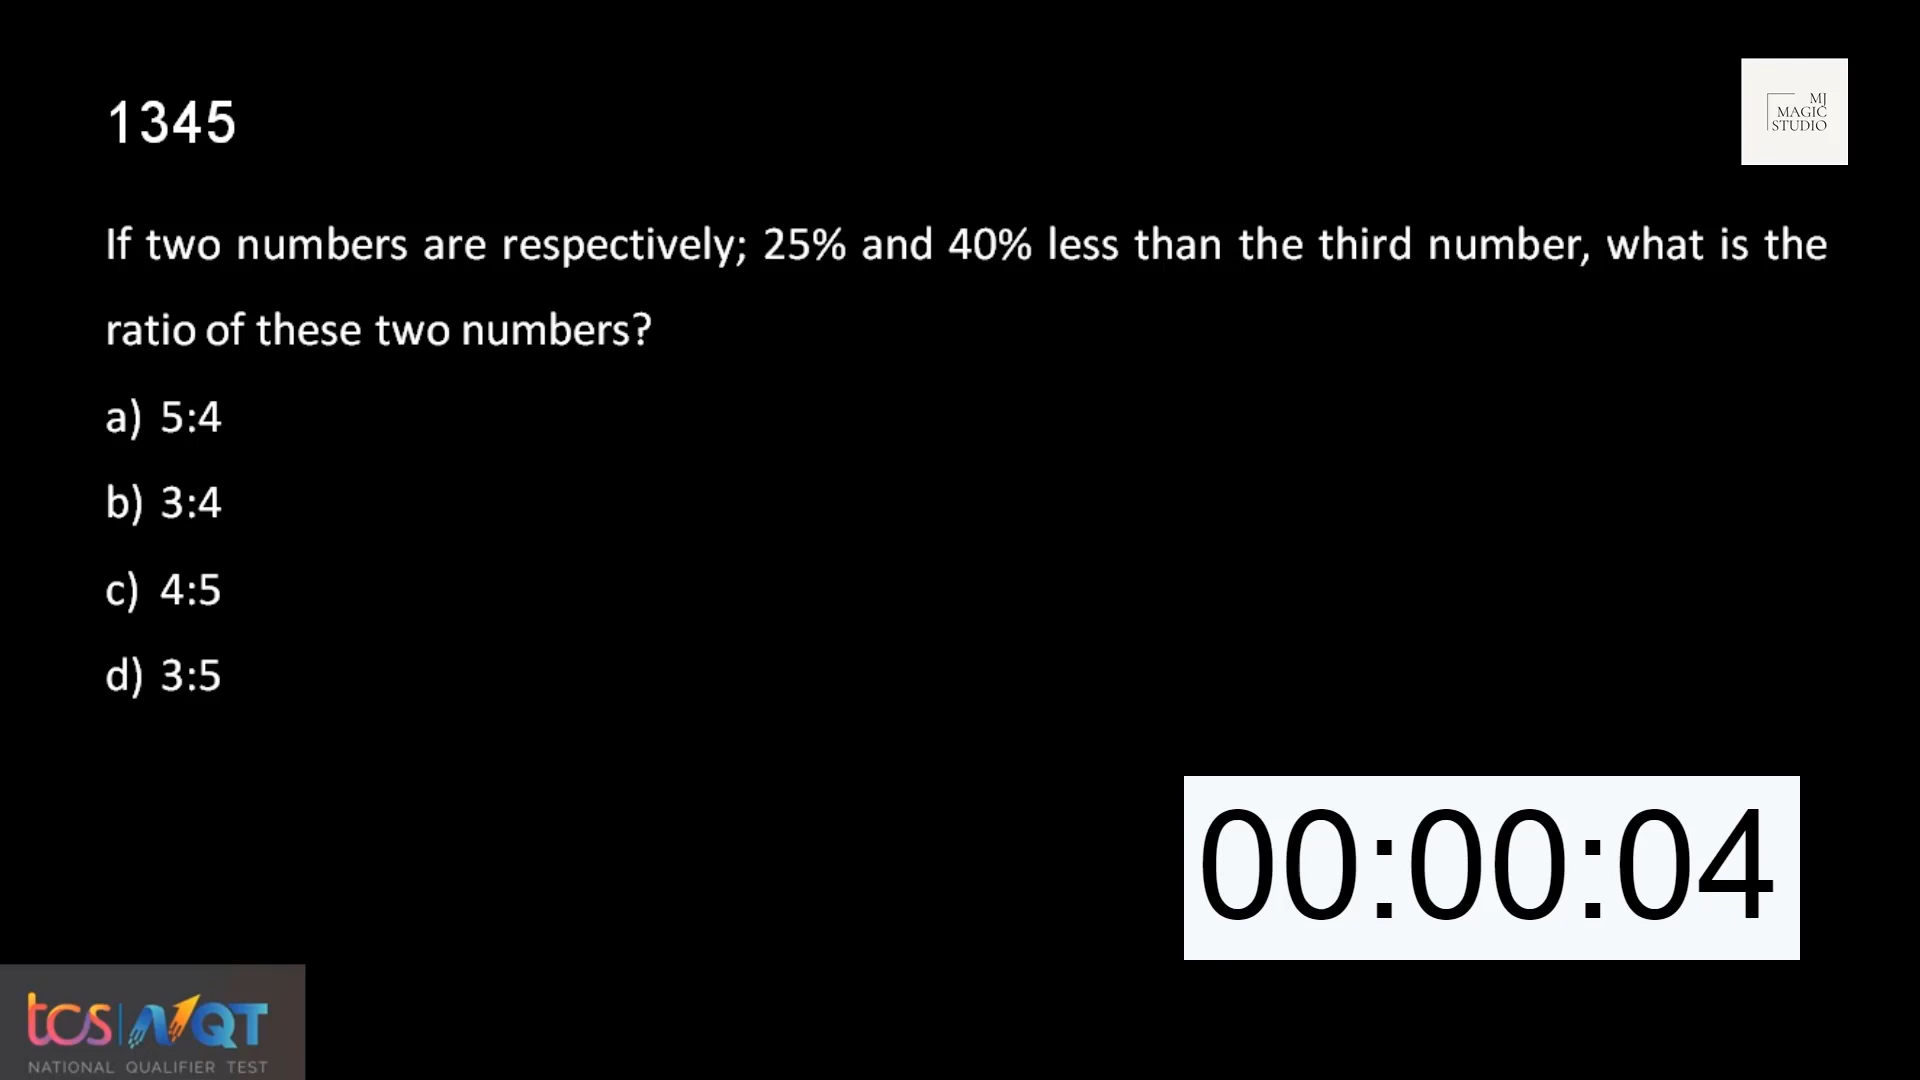 1345
MJ
MAGIC
STUDIO
If two numbers are respectively; 25% and 40% less than the third number, what is the
ratio of these two numbers?
a) 5:4
b) 3:4
c) 4:5
d) 3:5
00:00:04
tcs NQT
NATIONAL QUALIFIER TEST